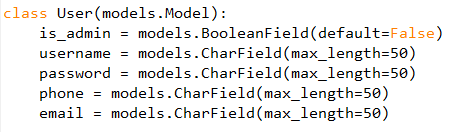 class User(models.Model):
    is_admin = models.BooleanField(default=False)
    username = models.CharField(max_length=50)
    password = models.CharField(max_length=50)
    phone = models.CharField(max_length=50)
    email = models.CharField(max_length=50)